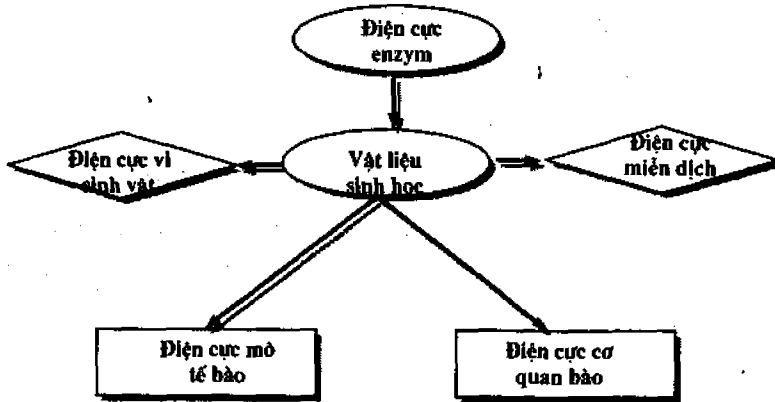 Điện cực
enzym
Điện cực vi
sinh vật
Vật liệu
sinh học
Điện cực
miễn dịch
Điện cực mô
tế bào
Điện cực cơ
quan bào